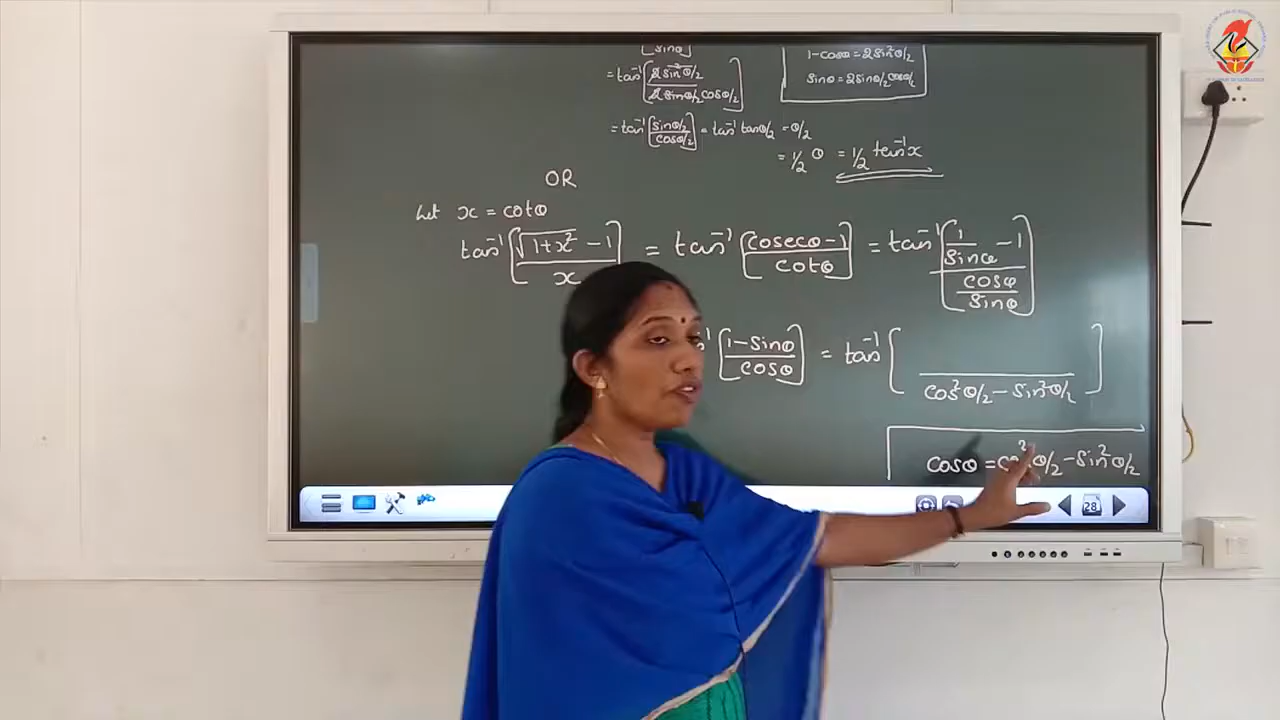 [sinθ]
1-cosθ = 2sin²θ/2
= tan⁻¹[2sin²θ/2 / 2sinθ/2 cosθ/2]
sinθ = 2sinθ/2 cosθ/2
= tan⁻¹[sinθ/2 / cosθ/2] = tan⁻¹ tanθ/2 = θ/2
= 1/2 θ = 1/2 tan⁻¹x
OR
Let x = cotθ
tan⁻¹[√1+x² - 1 / x] = tan⁻¹[cosecθ-1 / cotθ] = tan⁻¹[1/sinθ - 1 / cosθ/sinθ]
[1-sinθ / cosθ] = tan⁻¹[ / cos²θ/2 - sin²θ/2]
cosθ = cos²θ/2 - sin²θ/2
28